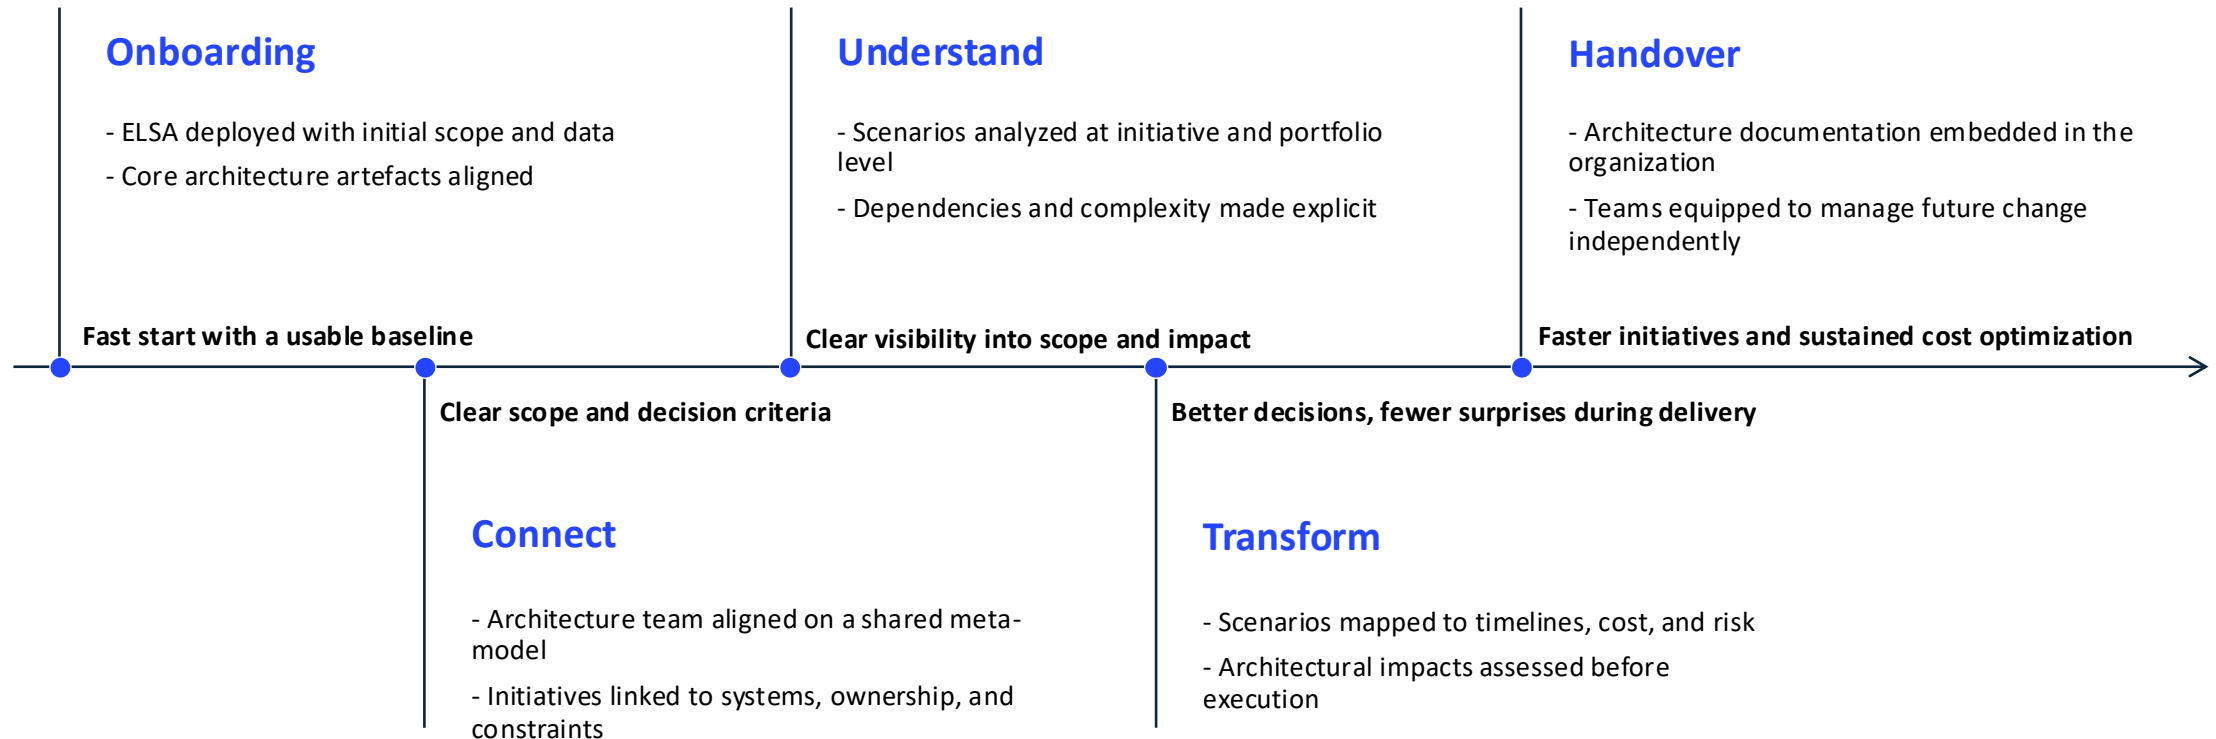 Onboarding
- ELSA deployed with initial scope and data
- Core architecture artefacts aligned
Fast start with a usable baseline
Clear scope and decision criteria
Connect
- Architecture team aligned on a shared meta-
model
- Initiatives linked to systems, ownership, and
constraints
Understand
- Scenarios analyzed at initiative and portfolio
level
- Dependencies and complexity made explicit
Clear visibility into scope and impact
Better decisions, fewer surprises during delivery
Transform
- Scenarios mapped to timelines, cost, and risk
- Architectural impacts assessed before
execution
Handover
- Architecture documentation embedded in the
organization
- Teams equipped to manage future change
independently
Faster initiatives and sustained cost optimization